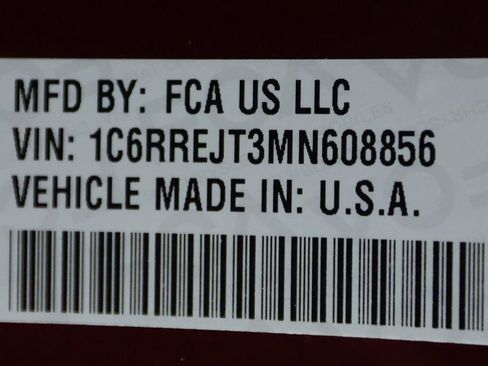 MFD BY: FCA US LLC
VIN: 1C6RREJT3MN608856
VEHICLE MADE IN: U.S.A.